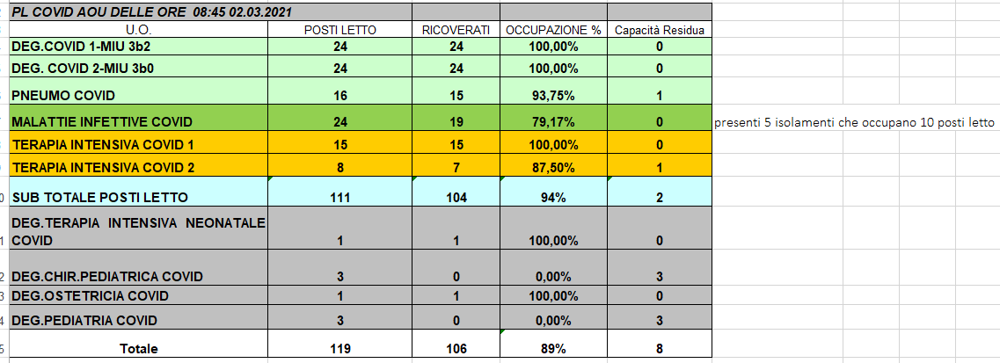 PL COVID AOU DELLE ORE 08:45 02.03.2021
U.O. POSTI LETTO RICOVERATI OCCUPAZIONE % Capacità Residua
DEG.COVID 1-MIU 3b2 24 24 100,00% 0
DEG. COVID 2-MIU 3b0 24 24 100,00% 0
PNEUMO COVID 16 15 93,75% 1
MALATTIE INFETTIVE COVID 24 19 79,17% 0 presenti 5 isolamenti che occupano 10 posti letto
TERAPIA INTENSIVA COVID 1 15 15 100,00% 0
TERAPIA INTENSIVA COVID 2 8 7 87,50% 1
SUB TOTALE POSTI LETTO 111 104 94% 2
DEG.TERAPIA INTENSIVA NEONATALE
COVID 1 1 100,00% 0
DEG.CHIR.PEDIATRICA COVID 3 0 0,00% 3
DEG.OSTETRICIA COVID 1 1 100,00% 0
DEG.PEDIATRIA COVID 3 0 0,00% 3
Totale 119 106 89% 8